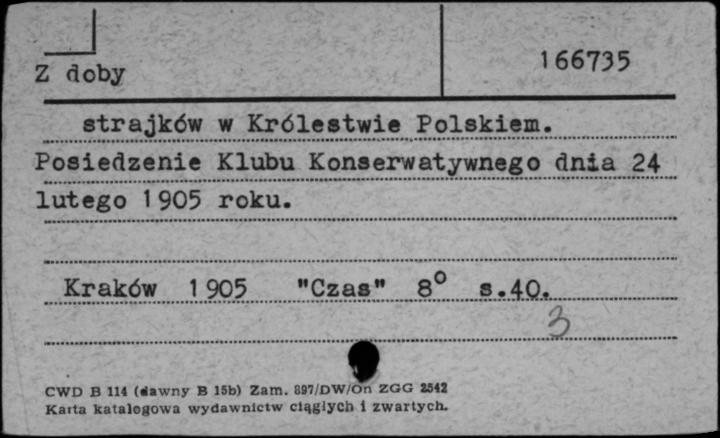 Z doby
166735
strajków w Królestwie Polskiem.
Posiedzenie Klubu Konserwatywnego dnia 24
lutego 1905 roku.
Kraków 1905 "Czas" 8° s.40.
3
CWD B 114 (dawny B 15b) Zam. 897/DW/On ZGG 2542
Karta katalogowa wydawnictw ciągłych i zwartych.